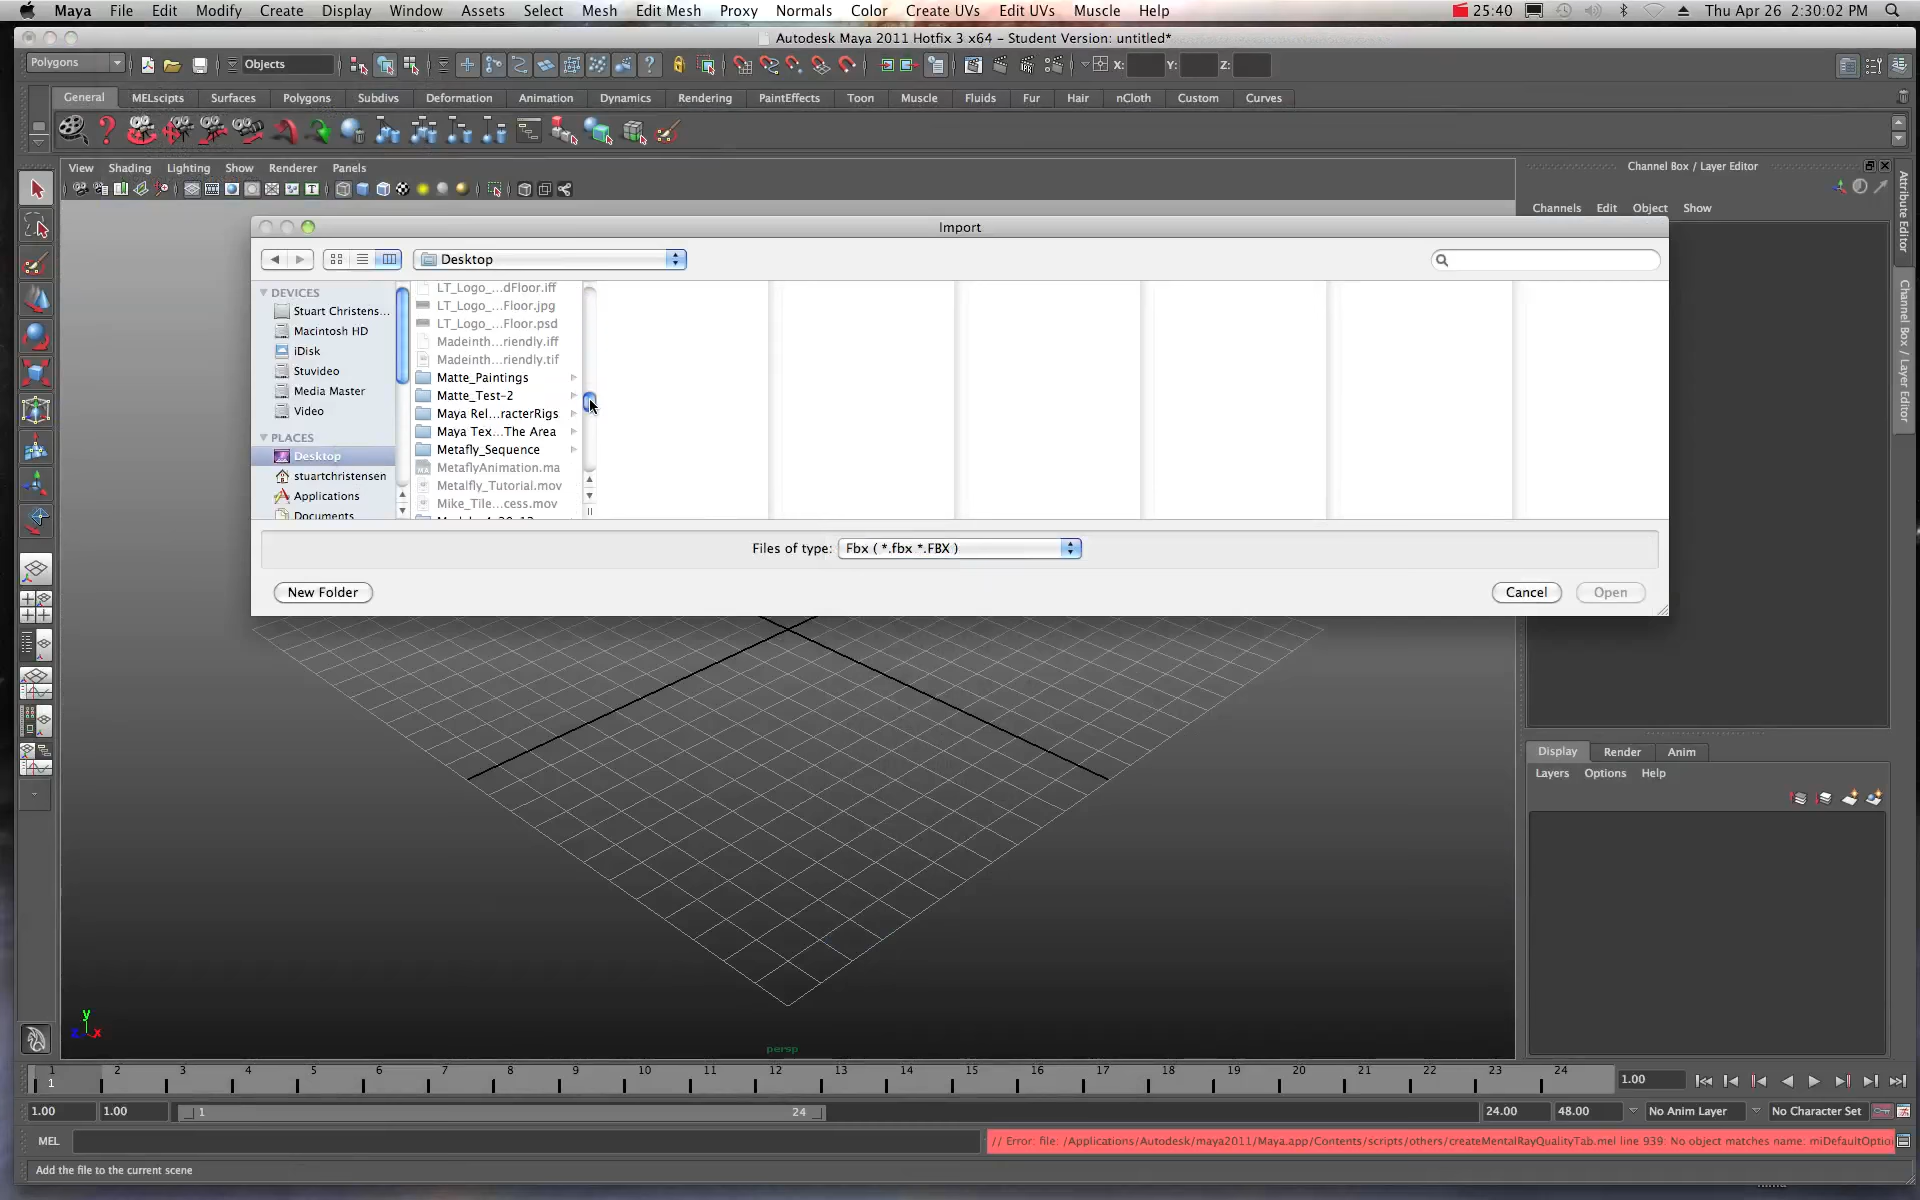 Maya File Edit Modify Create Display Window Assets Select Mesh Edit Mesh Proxy Normals Color Create UVs Edit UVs Muscle Help 25:40 Thu Apr 26 2:30:02 PM
Autodesk Maya 2011 Hotfix 3 x64 - Student Version: untitled*
Polygons Objects X: Y: Z:
General MELscipts Surfaces Polygons Subdivs Deformation Animation Dynamics Rendering PaintEffects Toon Muscle Fluids Fur Hair nCloth Custom Curves
View Shading Lighting Show Renderer Panels
Channel Box / Layer Editor
Channels Edit Object Show
Attribute Editor
Channel Box / Layer Editor
Import
Desktop
DEVICES
Stuart Christens...
Macintosh HD
iDisk
Stuvideo
Media Master
Video
PLACES
Desktop
stuartchristensen
Applications
Documents
LT_Logo_...dFloor.iff
LT_Logo_...Floor.jpg
LT_Logo_...Floor.psd
Madeinth...riendly.iff
Madeinth...riendly.tif
Matte_Paintings
Matte_Test-2
Maya Rel...racterRigs
Maya Tex...The Area
Metafly_Sequence
MetaflyAnimation.ma
Metalfly_Tutorial.mov
Mike_Tile...cess.mov
Files of type: Fbx ( *.fbx *.FBX )
New Folder Cancel Open
Display Render Anim
Layers Options Help
y
z x
persp
1 2 3 4 5 6 7 8 9 10 11 12 13 14 15 16 17 18 19 20 21 22 23 24
1 1.00
1.00 1.00 1 24 24.00 48.00 No Anim Layer No Character Set
MEL // Error: file: /Applications/Autodesk/maya2011/Maya.app/Contents/scripts/others/createMentalRayQualityTab.mel line 939: No object matches name: miDefaultOptio
Add the file to the current scene